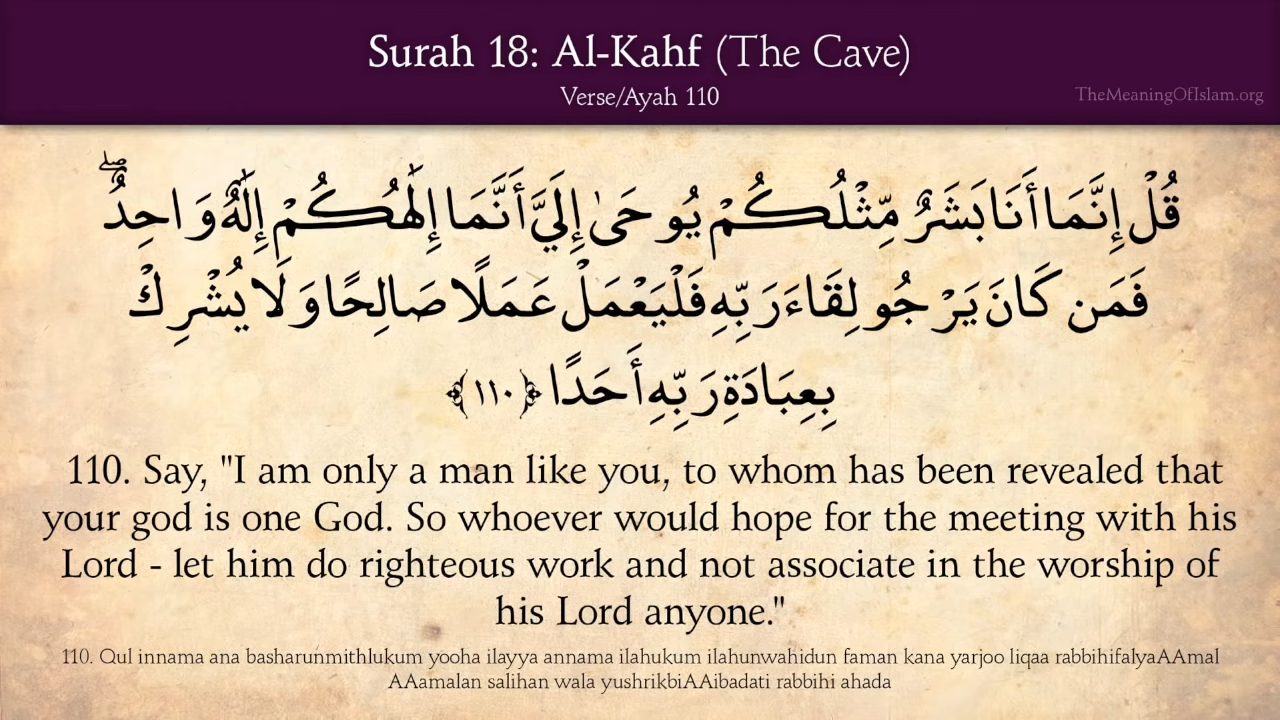 Surah 18: Al-Kahf (The Cave)
Verse/Ayah 110
TheMeaningOfIslam.org
قُلْ إِنَّمَا أَنَا بَشَرٌ مِّثْلُكُمْ يُوحَىٰ إِلَيَّ أَنَّمَا إِلَٰهُكُمْ إِلَٰهٌ وَاحِدٌ ۖ
فَمَن كَانَ يَرْجُو لِقَاءَ رَبِّهِ فَلْيَعْمَلْ عَمَلًا صَالِحًا وَلَا يُشْرِكْ
بِعِبَادَةِ رَبِّهِ أَحَدًا ﴿١١٠﴾
110. Say, "I am only a man like you, to whom has been revealed that
your god is one God. So whoever would hope for the meeting with his
Lord - let him do righteous work and not associate in the worship of
his Lord anyone."
110. Qul innama ana basharunmithlukum yooha ilayya annama ilahukum ilahunwahidun faman kana yarjoo liqaa rabbihifalyaAAmal
AAamalan salihan wala yushrikbiAAibadati rabbihi ahada